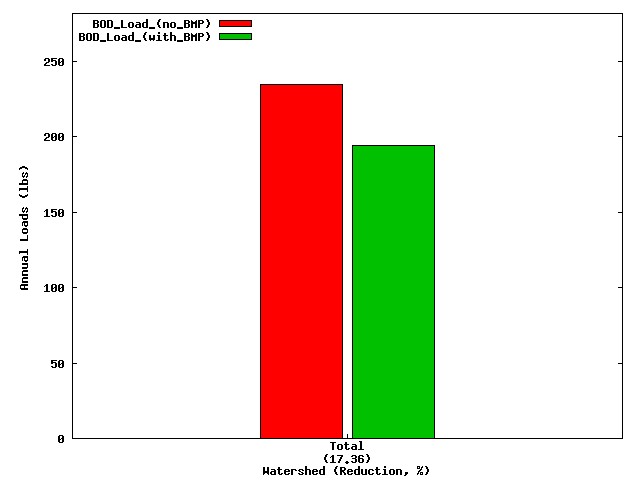 BOD_Load_(no_BMP)
BOD_Load_(with_BMP)
250
200
150
100
50
0
Annual Loads (lbs)
Total
(17.36)
Watershed (Reduction, %)